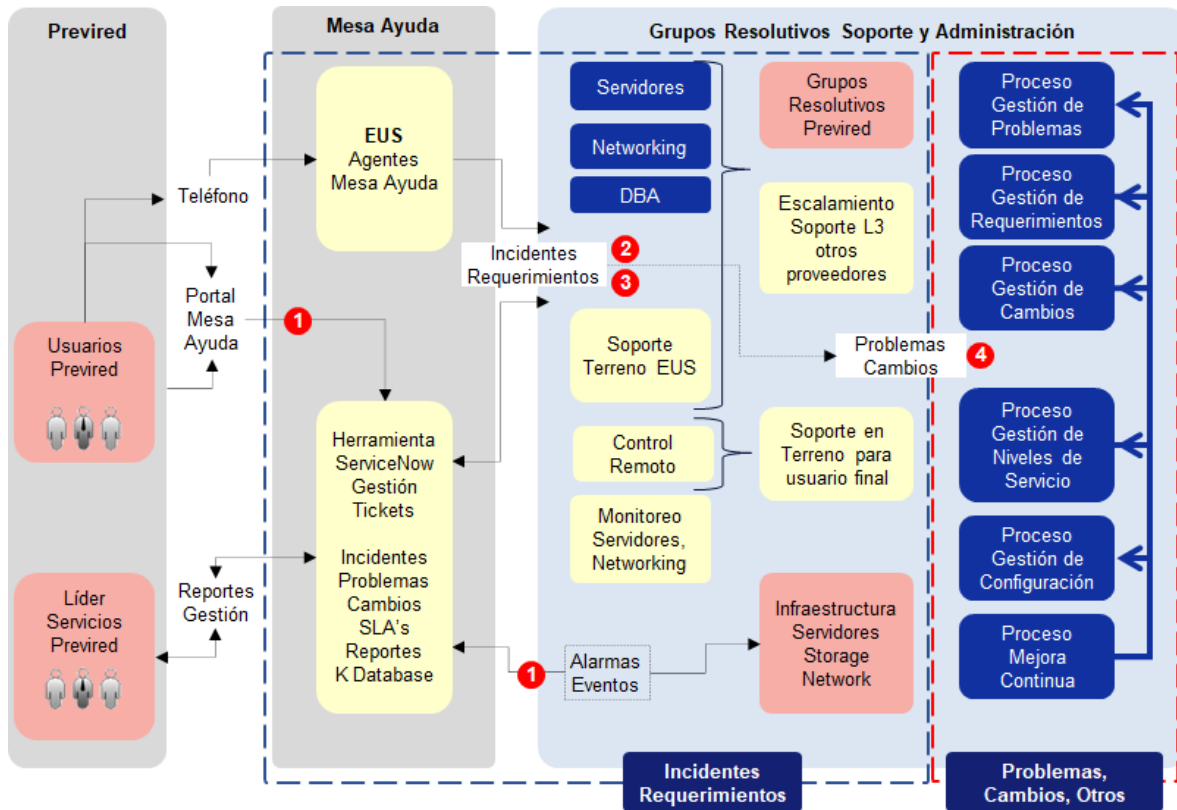 Previred
Mesa Ayuda
Grupos Resolutivos Soporte y Administración
Teléfono
Portal
Mesa
Ayuda
1
Usuarios
Previred
Líder
Servicios
Previred
Reportes
Gestión
EUS
Agentes
Mesa Ayuda
Herramienta
ServiceNow
Gestión
Tickets
Incidentes
Problemas
Cambios
SLA's
Reportes
K Database
Incidentes
Requerimientos
2
3
Servidores
Networking
DBA
Soporte
Terreno EUS
Control
Remoto
Monitoreo
Servidores,
Networking
1
Alarmas
Eventos
Grupos
Resolutivos
Previred
Escalamiento
Soporte L3
otros
proveedores
Problemas
Cambios
4
Soporte en
Terreno para
usuario final
Infraestructura
Servidores
Storage
Network
Proceso
Gestión de
Problemas
Proceso
Gestión de
Requerimientos
Proceso
Gestión de
Cambios
Proceso
Gestión de
Niveles de
Servicio
Proceso
Gestión de
Configuración
Proceso
Mejora
Continua
Incidentes
Requerimientos
Problemas,
Cambios, Otros